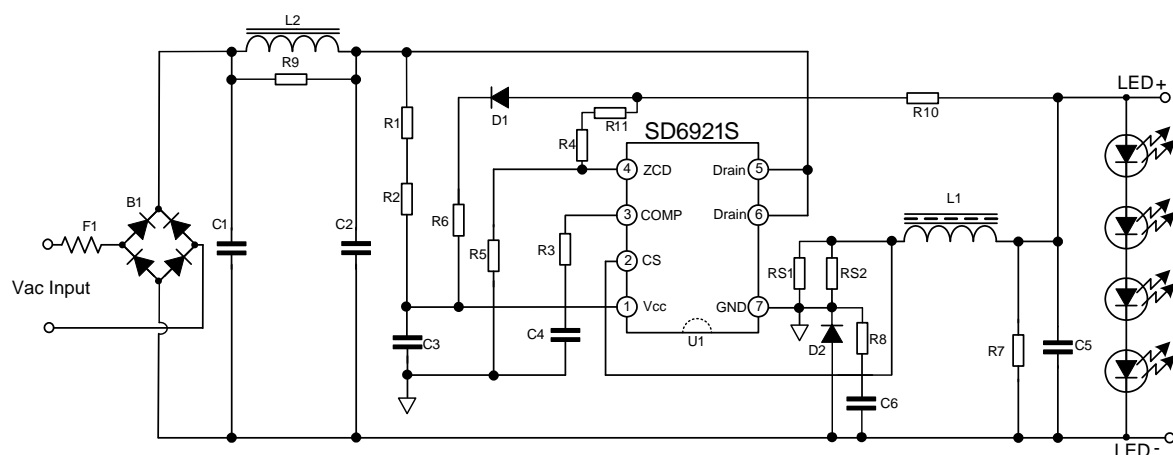 L2
R9
LED+
D1
R11
R10
R1
R4
SD6921S
4
ZCD
Drain
5
L1
R2
B1
F1
C1
C2
R6
3
COMP
Drain
6
R5
R3
2
CS
RS1
RS2
Vac Input
1
Vcc
GND
7
C3
C4
U1
D2
R8
R7
C5
C6
LED-